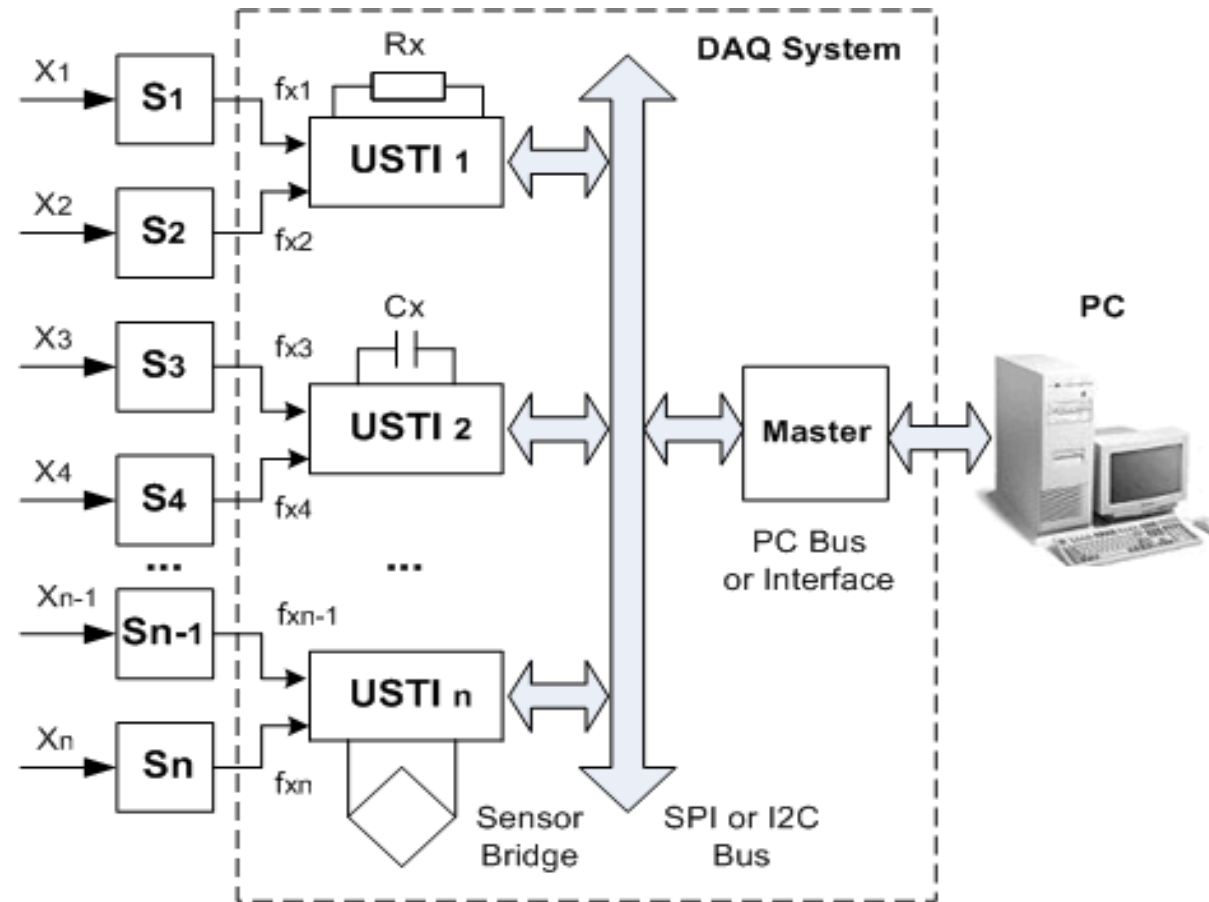 DAQ System
Rx
X1
S1
fx1
USTI 1
X2
S2
fx2
Cx
PC
X3
S3
fx3
USTI 2
Master
X4
S4
fx4
PC Bus
or Interface
...
...
Xn-1
Sn-1
fxn-1
USTI n
Xn
Sn
fxn
Sensor
Bridge
SPI or I2C
Bus